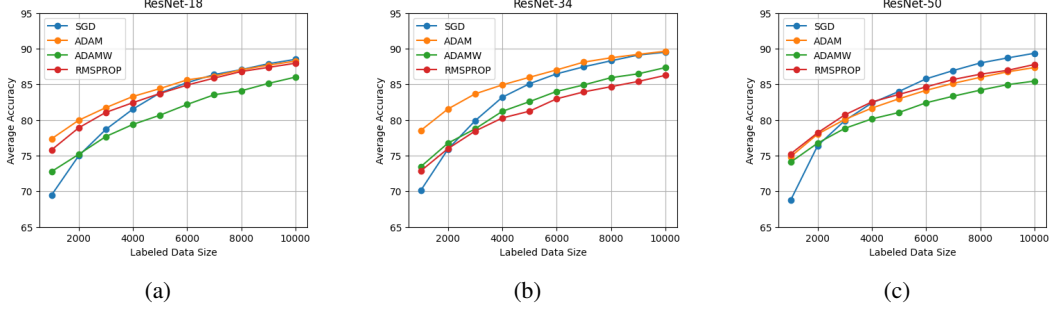 ResNet-18
95
90
85
80
75
70
65
Average Accuracy
SGD
ADAM
ADAMW
RMSPROP
2000 4000 6000 8000 10000
Labeled Data Size
(a)
ResNet-34
95
90
85
80
75
70
65
Average Accuracy
SGD
ADAM
ADAMW
RMSPROP
2000 4000 6000 8000 10000
Labeled Data Size
(b)
ResNet-50
95
90
85
80
75
70
65
Average Accuracy
SGD
ADAM
ADAMW
RMSPROP
2000 4000 6000 8000 10000
Labeled Data Size
(c)